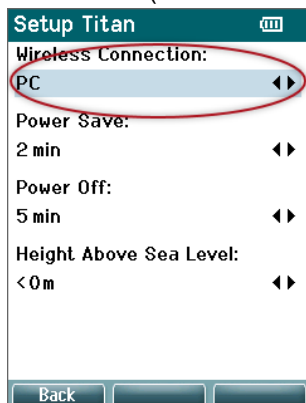 Setup Titan
Wireless Connection:
PC
Power Save:
2 min
Power Off:
5 min
Height Above Sea Level:
<0m
Back